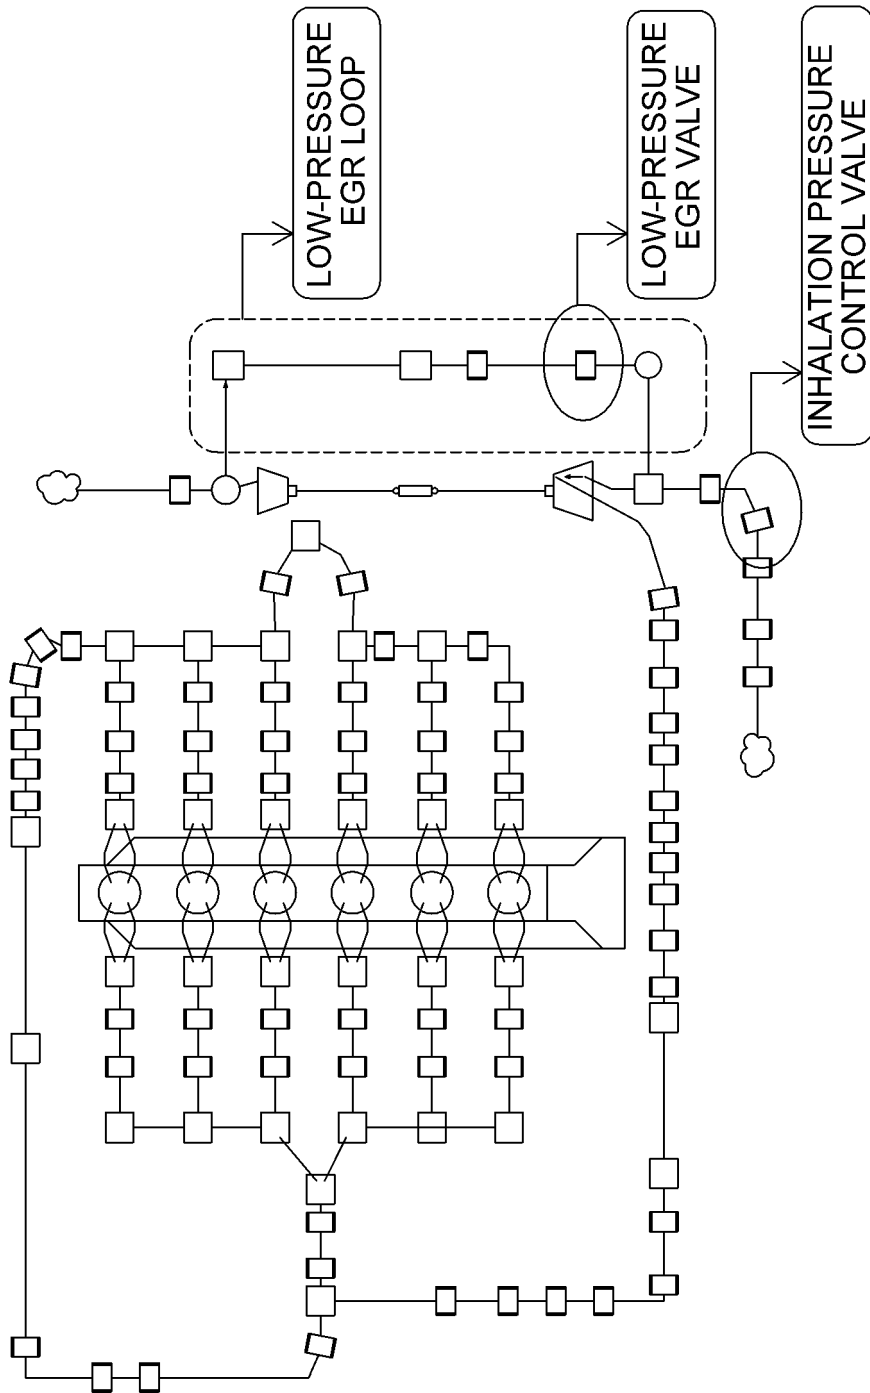 LOW-PRESSURE
EGR LOOP
LOW-PRESSURE
EGR VALVE
INHALATION PRESSURE
CONTROL VALVE